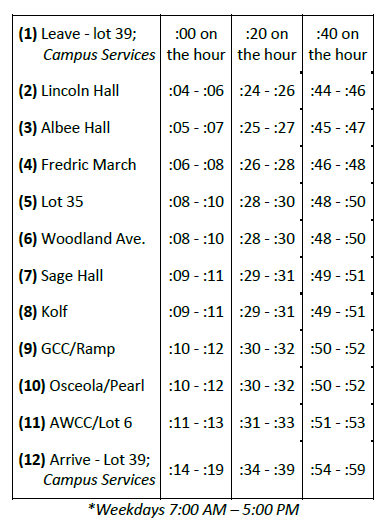 (1) Leave - lot 39; :00 on :20 on :40 on
Campus Services the hour the hour the hour
(2) Lincoln Hall :04 - :06 :24 - :26 :44 - :46
(3) Albee Hall :05 - :07 :25 - :27 :45 - :47
(4) Fredric March :06 - :08 :26 - :28 :46 - :48
(5) Lot 35 :08 - :10 :28 - :30 :48 - :50
(6) Woodland Ave. :08 - :10 :28 - :30 :48 - :50
(7) Sage Hall :09 - :11 :29 - :31 :49 - :51
(8) Kolf :09 - :11 :29 - :31 :49 - :51
(9) GCC/Ramp :10 - :12 :30 - :32 :50 - :52
(10) Osceola/Pearl :10 - :12 :30 - :32 :50 - :52
(11) AWCC/Lot 6 :11 - :13 :31 - :33 :51 - :53
(12) Arrive - Lot 39;
Campus Services :14 - :19 :34 - :39 :54 - :59
*Weekdays 7:00 AM – 5:00 PM